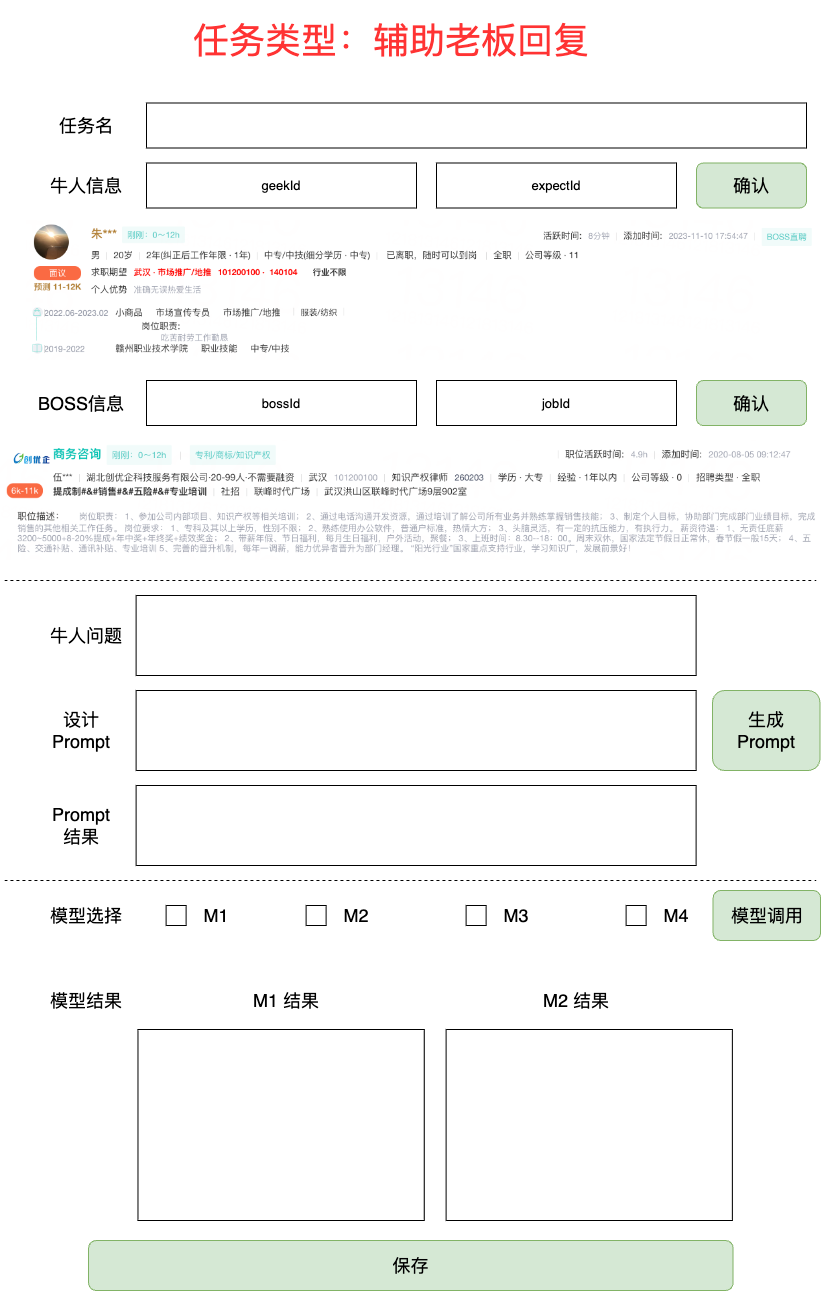 任务类型：辅助老板回复
任务名
牛人信息 geekId expectId 确认
朱*** 刚刚：0～12h 活跃时间： 8分钟 添加时间： 2023-11-10 17:54:47 BOSS直聘
男 20岁 2年(纠正后工作年限 · 1年) 中专/中技(细分学历 · 中专) 已离职，随时可以到岗 全职 公司等级 · 11
面议 求职期望 武汉 · 市场推广/地推 101200100 · 140104 行业不限
预测 11-12K 个人优势 准确无误热爱生活
2022.06-2023.02 小商品 市场宣传专员 市场推广/地推 服装/纺织
岗位职责:
吃苦耐劳工作勤恳
2019-2022 赣州职业技术学院 职业技能 中专/中技
BOSS信息 bossId jobId 确认
创优企 商务咨询 刚刚：0～12h 专利/商标/知识产权 职位活跃时间： 4.9h 添加时间： 2020-08-05 09:12:47
伍*** 湖北创优企科技服务有限公司·20-99人·不需要融资 武汉 101200100 知识产权律师 260203 学历 · 大专 经验 · 1年以内 公司等级 · 0 招聘类型 · 全职
6k-11k 提成制#&#销售#&#五险#&#专业培训 社招 联峰时代广场 武汉洪山区联峰时代广场9层902室
职位描述： 岗位职责： 1、参加公司内部项目、知识产权等相关培训； 2、通过电话沟通开发资源，通过培训了解公司所有业务并熟练掌握销售技能； 3、制定个人目标，协助部门完成部门业绩目标，完成
销售的其他相关工作任务。 岗位要求： 1、专科及其以上学历，性别不限； 2、熟练使用办公软件，普通产标准，热情大方； 3、头脑灵活，有一定的抗压能力，有执行力。 薪资待遇： 1、无责任底薪
3200~5000+8-20%提成+年中奖+年终奖+绩效奖金； 2、带薪年假、节日福利、每月生日福利，户外活动，聚餐； 3、上班时间：8.30—18：00。周末双休，国家法定节假日正常休，春节假一般15天； 4、五
险、交通补贴、通讯补贴、专业培训 5、完善的晋升机制，每年一调薪，能力优异者晋升为部门经理。 “阳光行业”国家重点支持行业，学习知识广，发展前景好！
牛人问题
设计
Prompt
生成
Prompt
Prompt
结果
模型选择 M1 M2 M3 M4 模型调用
模型结果 M1 结果 M2 结果
保存